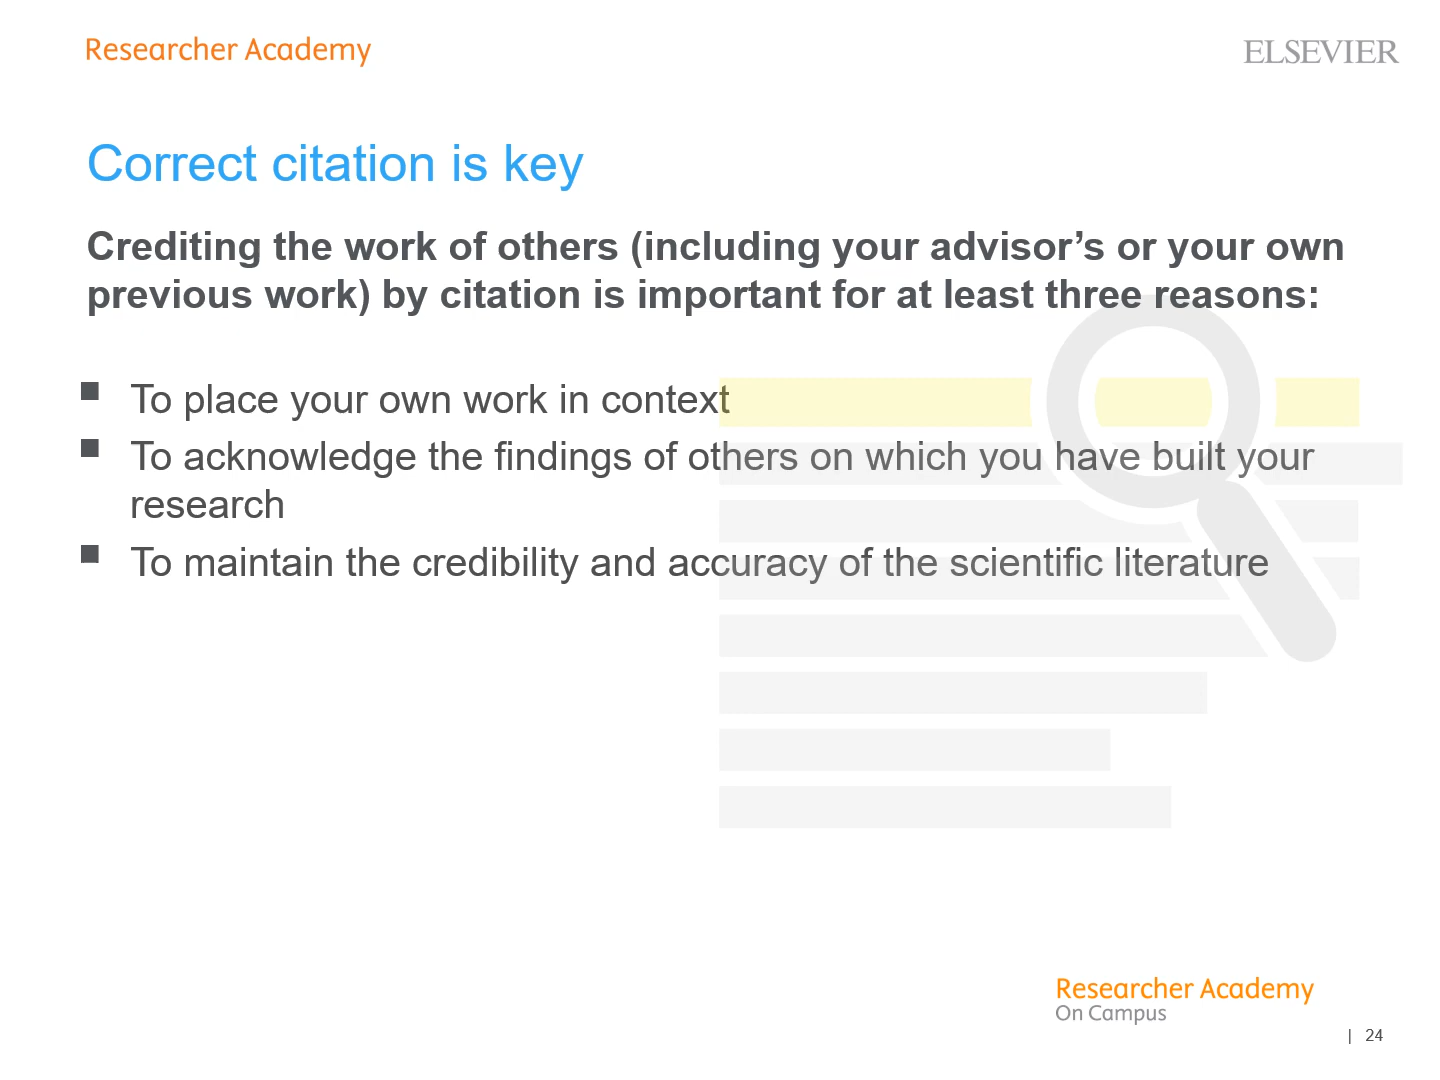 Researcher Academy
ELSEVIER
Correct citation is key
Crediting the work of others (including your advisor’s or your own
previous work) by citation is important for at least three reasons:
To place your own work in context
To acknowledge the findings of others on which you have built your
research
To maintain the credibility and accuracy of the scientific literature
Researcher Academy
On Campus
| 24